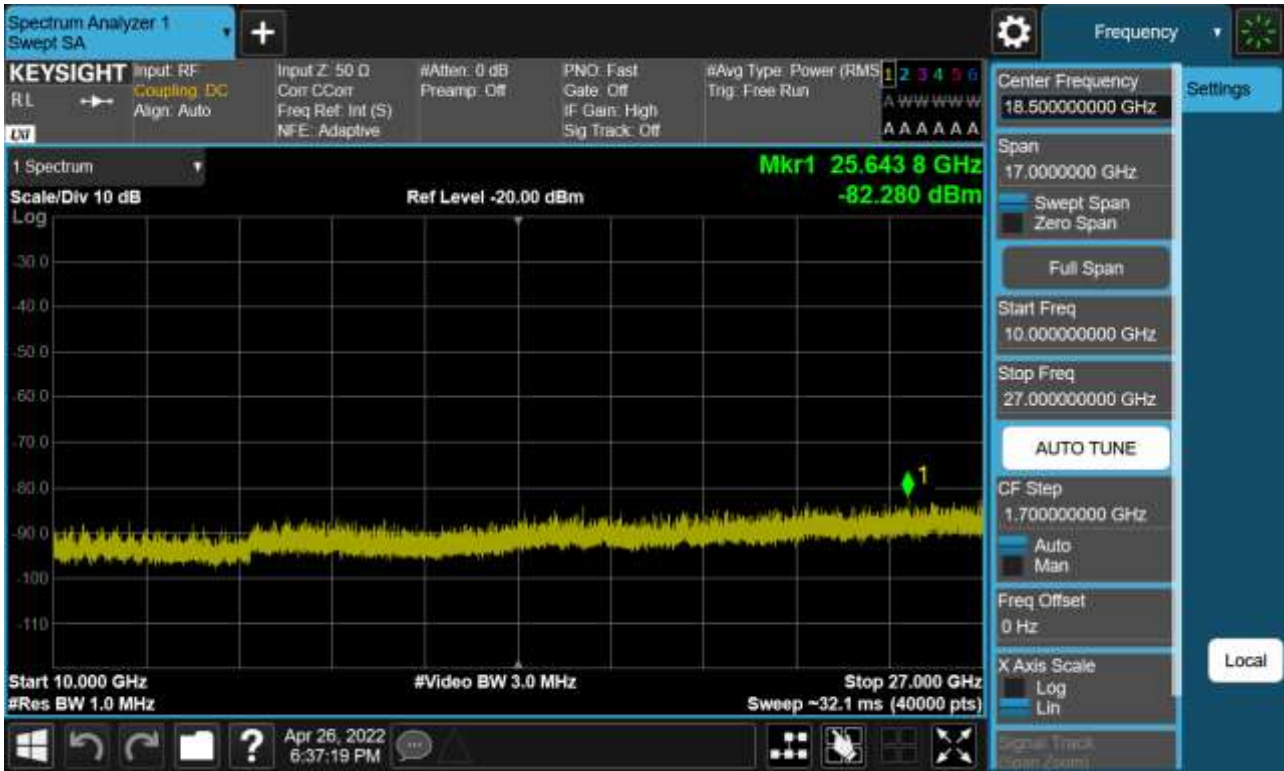 Spectrum Analyzer 1
Swept SA
+
Frequency
KEYSIGHT
RL
LXI
Input: RF
Coupling: DC
Align: Auto
Input Z: 50 Ω
Corr CCorr
Freq Ref: Int (S)
NFE: Adaptive
#Atten: 0 dB
Preamp: Off
PNO: Fast
Gate: Off
IF Gain: High
Sig Track: Off
#Avg Type: Power (RMS
Trig: Free Run
1 2 3 4 5 6
A W W W W W
A A A A A A
1 Spectrum
Scale/Div 10 dB
Ref Level -20.00 dBm
Mkr1 25.643 8 GHz
-82.280 dBm
Log
-30.0
-40.0
-50.0
-60.0
-70.0
-80.0
-90.0
-100
-110
1
Start 10.000 GHz
#Res BW 1.0 MHz
#Video BW 3.0 MHz
Stop 27.000 GHz
Sweep ~32.1 ms (40000 pts)
Center Frequency
18.500000000 GHz
Settings
Span
17.0000000 GHz
Swept Span
Zero Span
Full Span
Start Freq
10.000000000 GHz
Stop Freq
27.000000000 GHz
AUTO TUNE
CF Step
1.700000000 GHz
Auto
Man
Freq Offset
0 Hz
X Axis Scale
Log
Lin
Local
Signal Track
(Span Zoom)
?
Apr 26, 2022
6:37:19 PM